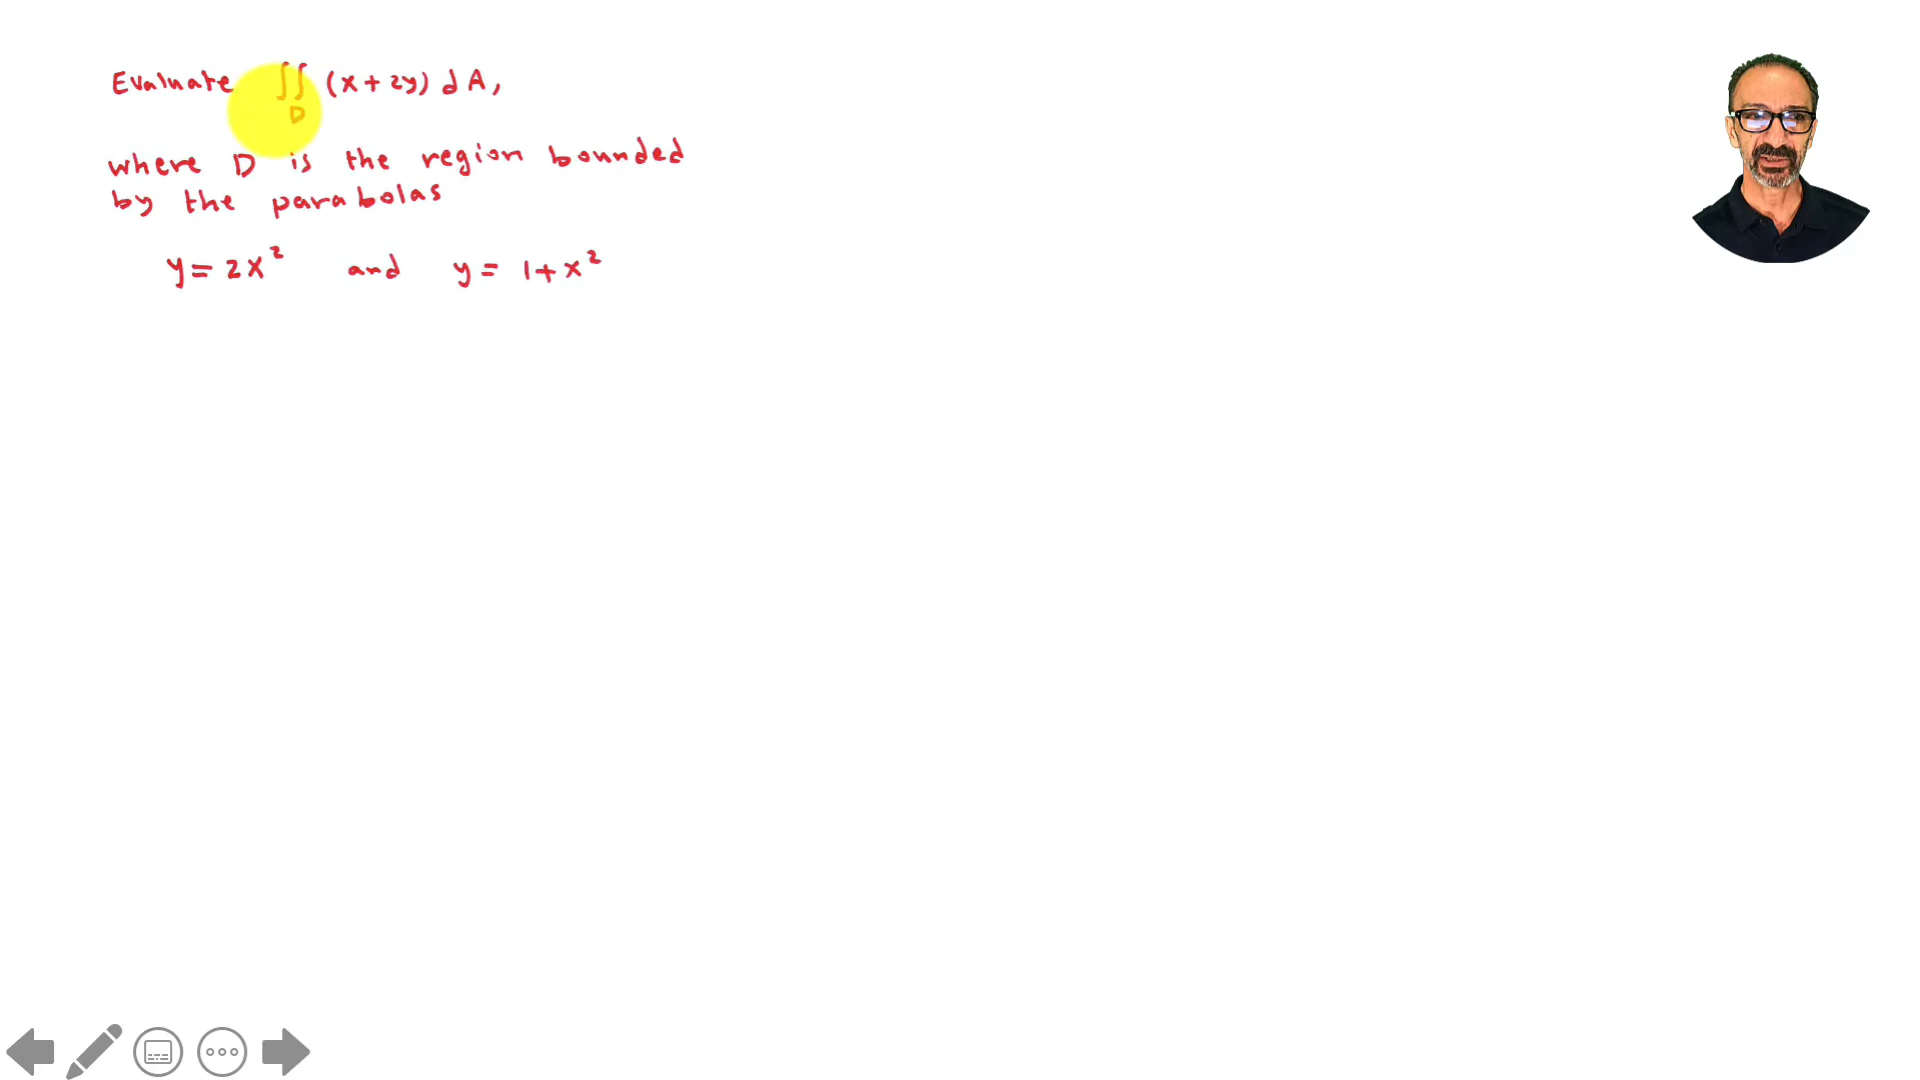 Evaluate ∬_D (x + 2y) dA,
where D is the region bounded
by the parabolas
y = 2x² and y = 1 + x²